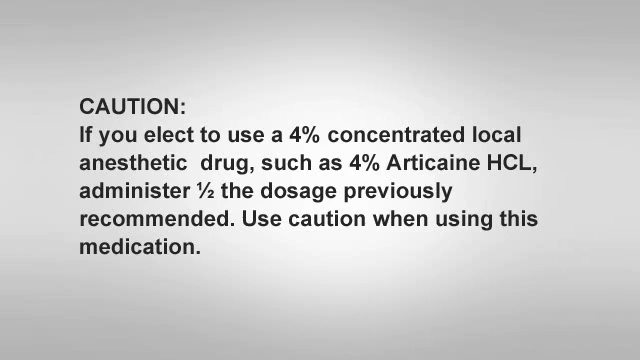 CAUTION:
If you elect to use a 4% concentrated local
anesthetic  drug, such as 4% Articaine HCL,
administer ½ the dosage previously
recommended. Use caution when using this
medication.